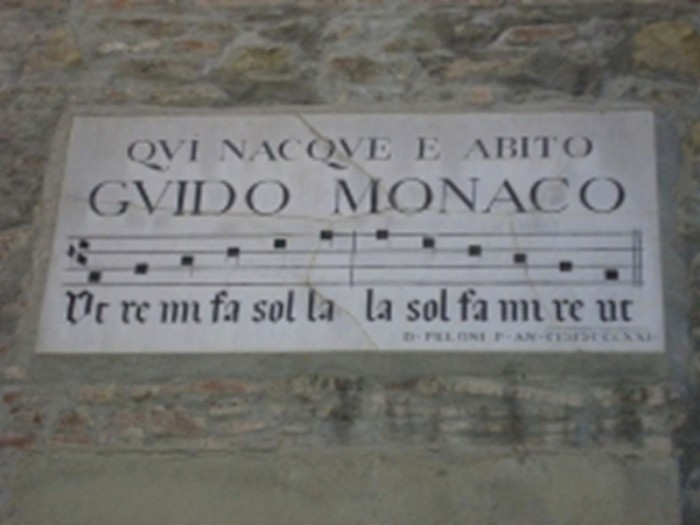 QVI NACQVE E ABITO
GVIDO MONACO
Vt re mi fa sol la la sol fa mi re ut